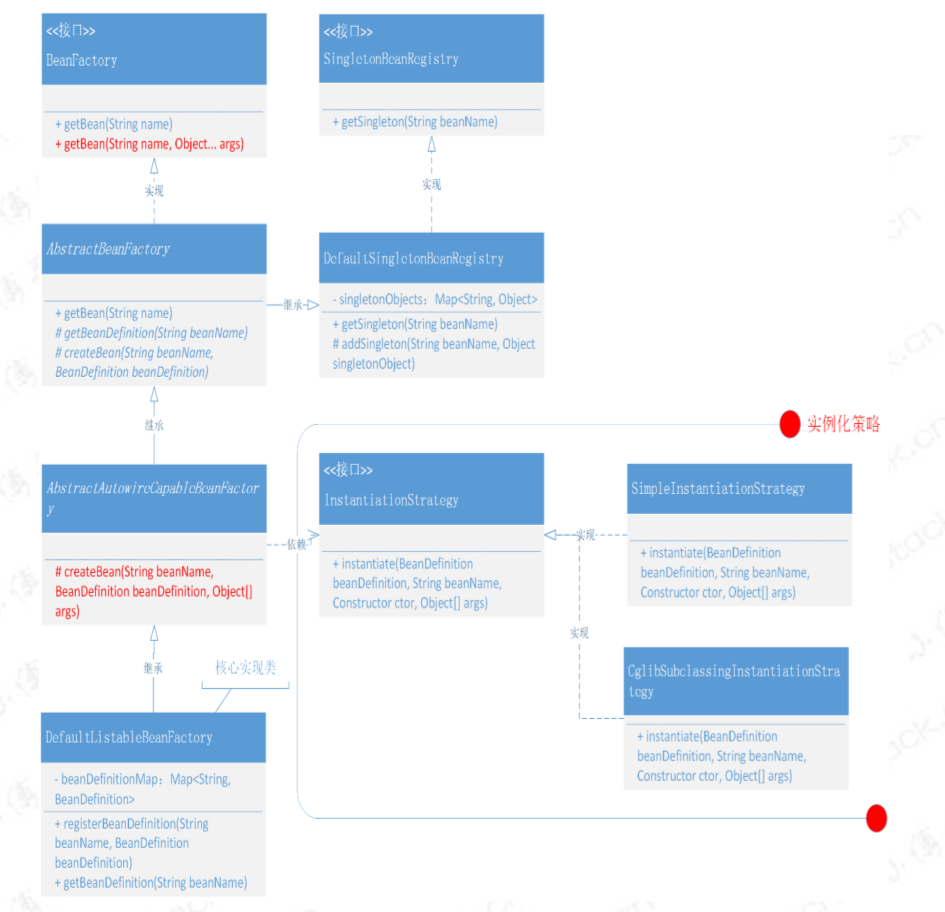 <<接口>>
BeanFactory
+ getBean(String name)
+ getBean(String name, Object... args)
实现
<<接口>>
SingletonBeanRegistry
+ getSingleton(String beanName)
实现
AbstractBeanFactory
+ getBean(String name)
# getBeanDefinition(String beanName)
# createBean(String beanName,
BeanDefinition beanDefinition)
继承
DefaultSingletonBeanRegistry
- singletonObjects：Map<String, Object>
+ getSingleton(String beanName)
# addSingleton(String beanName, Object
singletonObject)
继承
实例化策略
AbstractAutowireCapableBeanFactor
y
# createBean(String beanName,
BeanDefinition beanDefinition, Object[]
args)
依赖
<<接口>>
InstantiationStrategy
+ instantiate(BeanDefinition
beanDefinition, String beanName,
Constructor ctor, Object[] args)
实现
SimpleInstantiationStrategy
+ instantiate(BeanDefinition
beanDefinition, String beanName,
Constructor ctor, Object[] args)
实现
CglibSubclassingInstantiationStra
tegy
+ instantiate(BeanDefinition
beanDefinition, String beanName,
Constructor ctor, Object[] args)
继承
核心实现类
DefaultListableBeanFactory
- beanDefinitionMap：Map<String,
BeanDefinition>
+ registerBeanDefinition(String
beanName, BeanDefinition
beanDefinition)
+ getBeanDefinition(String beanName)